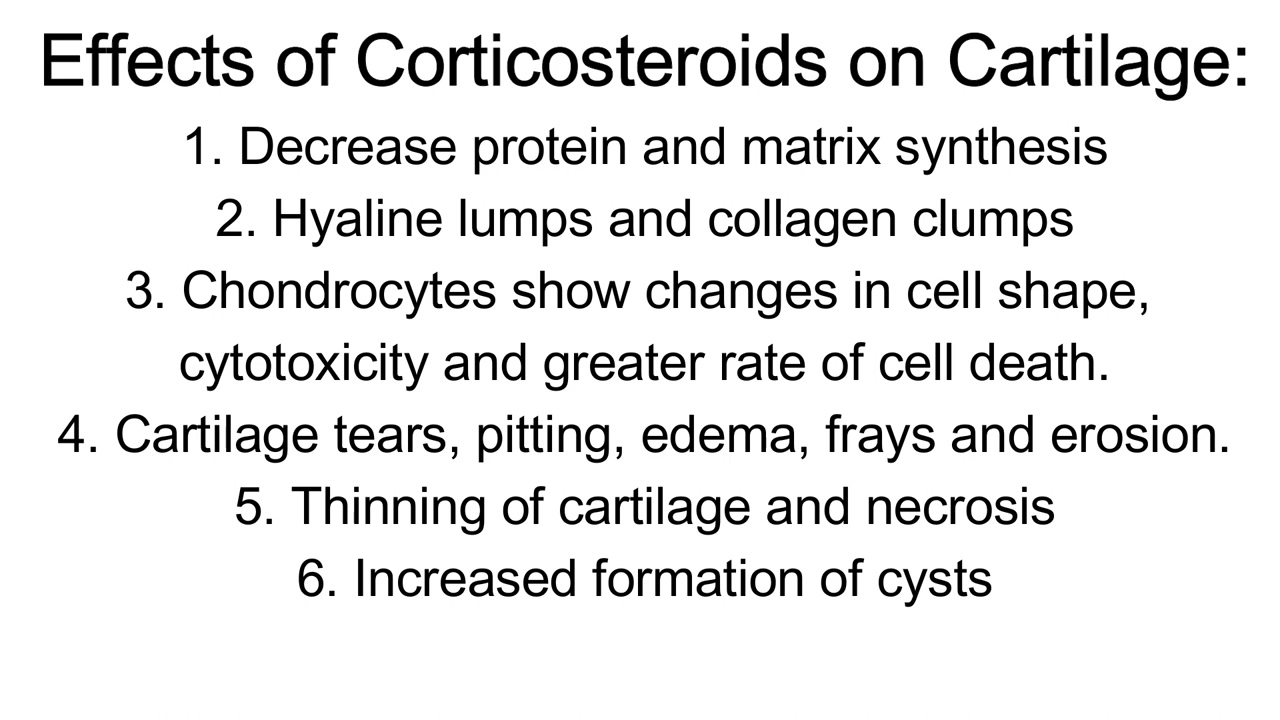 Effects of Corticosteroids on Cartilage:
1. Decrease protein and matrix synthesis
2. Hyaline lumps and collagen clumps
3. Chondrocytes show changes in cell shape,
cytotoxicity and greater rate of cell death.
4. Cartilage tears, pitting, edema, frays and erosion.
5. Thinning of cartilage and necrosis
6. Increased formation of cysts